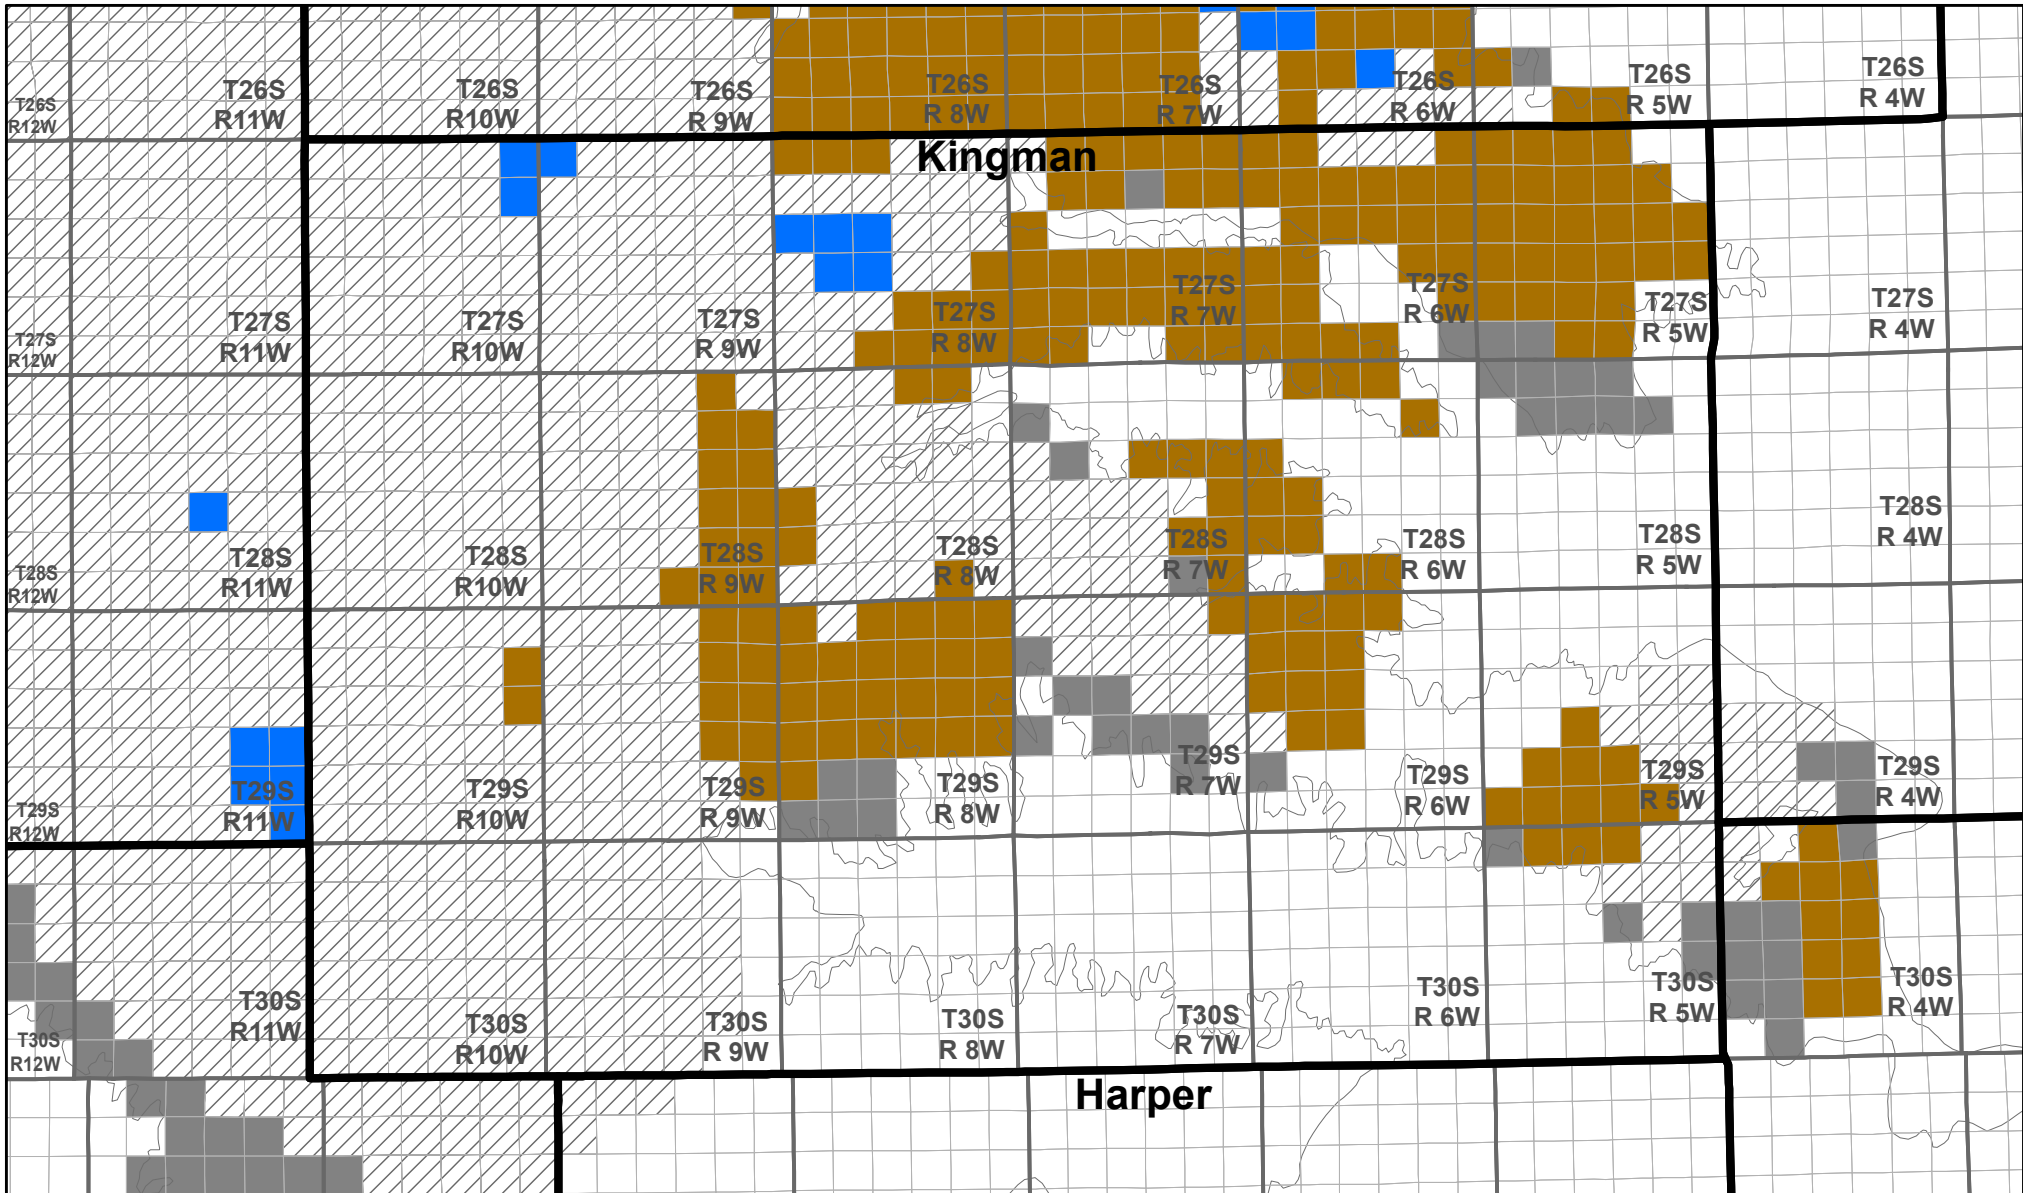 T26S
R12W
T26S
R11W
T26S
R10W
T26S
R 9W
T26S
R 8W
T26S
R 7W
T26S
R 6W
T26S
R 5W
T26S
R 4W
Kingman
T27S
R12W
T27S
R11W
T27S
R10W
T27S
R 9W
T27S
R 8W
T27S
R 7W
T27S
R 6W
T27S
R 5W
T27S
R 4W
T28S
R12W
T28S
R11W
T28S
R10W
T28S
R 9W
T28S
R 8W
T28S
R 7W
T28S
R 6W
T28S
R 5W
T28S
R 4W
T29S
R12W
T29S
R11W
T29S
R10W
T29S
R 9W
T29S
R 8W
T29S
R 7W
T29S
R 6W
T29S
R 5W
T29S
R 4W
T30S
R12W
T30S
R11W
T30S
R10W
T30S
R 9W
T30S
R 8W
T30S
R 7W
T30S
R 6W
T30S
R 5W
T30S
R 4W
Harper